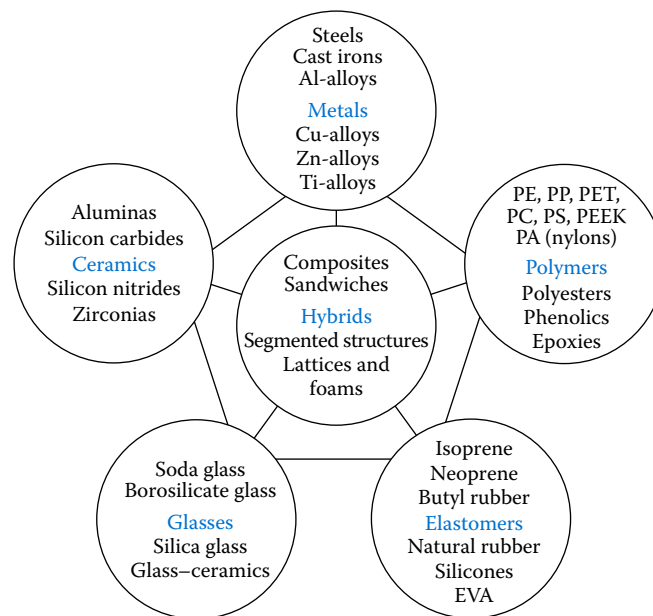 Steels
Cast irons
Al-alloys
Metals
Cu-alloys
Zn-alloys
Ti-alloys
Aluminas
Silicon carbides
Ceramics
Silicon nitrides
Zirconias
PE, PP, PET,
PC, PS, PEEK
PA (nylons)
Polymers
Polyesters
Phenolics
Epoxies
Composites
Sandwiches
Hybrids
Segmented structures
Lattices and
foams
Soda glass
Borosilicate glass
Glasses
Silica glass
Glass–ceramics
Isoprene
Neoprene
Butyl rubber
Elastomers
Natural rubber
Silicones
EVA